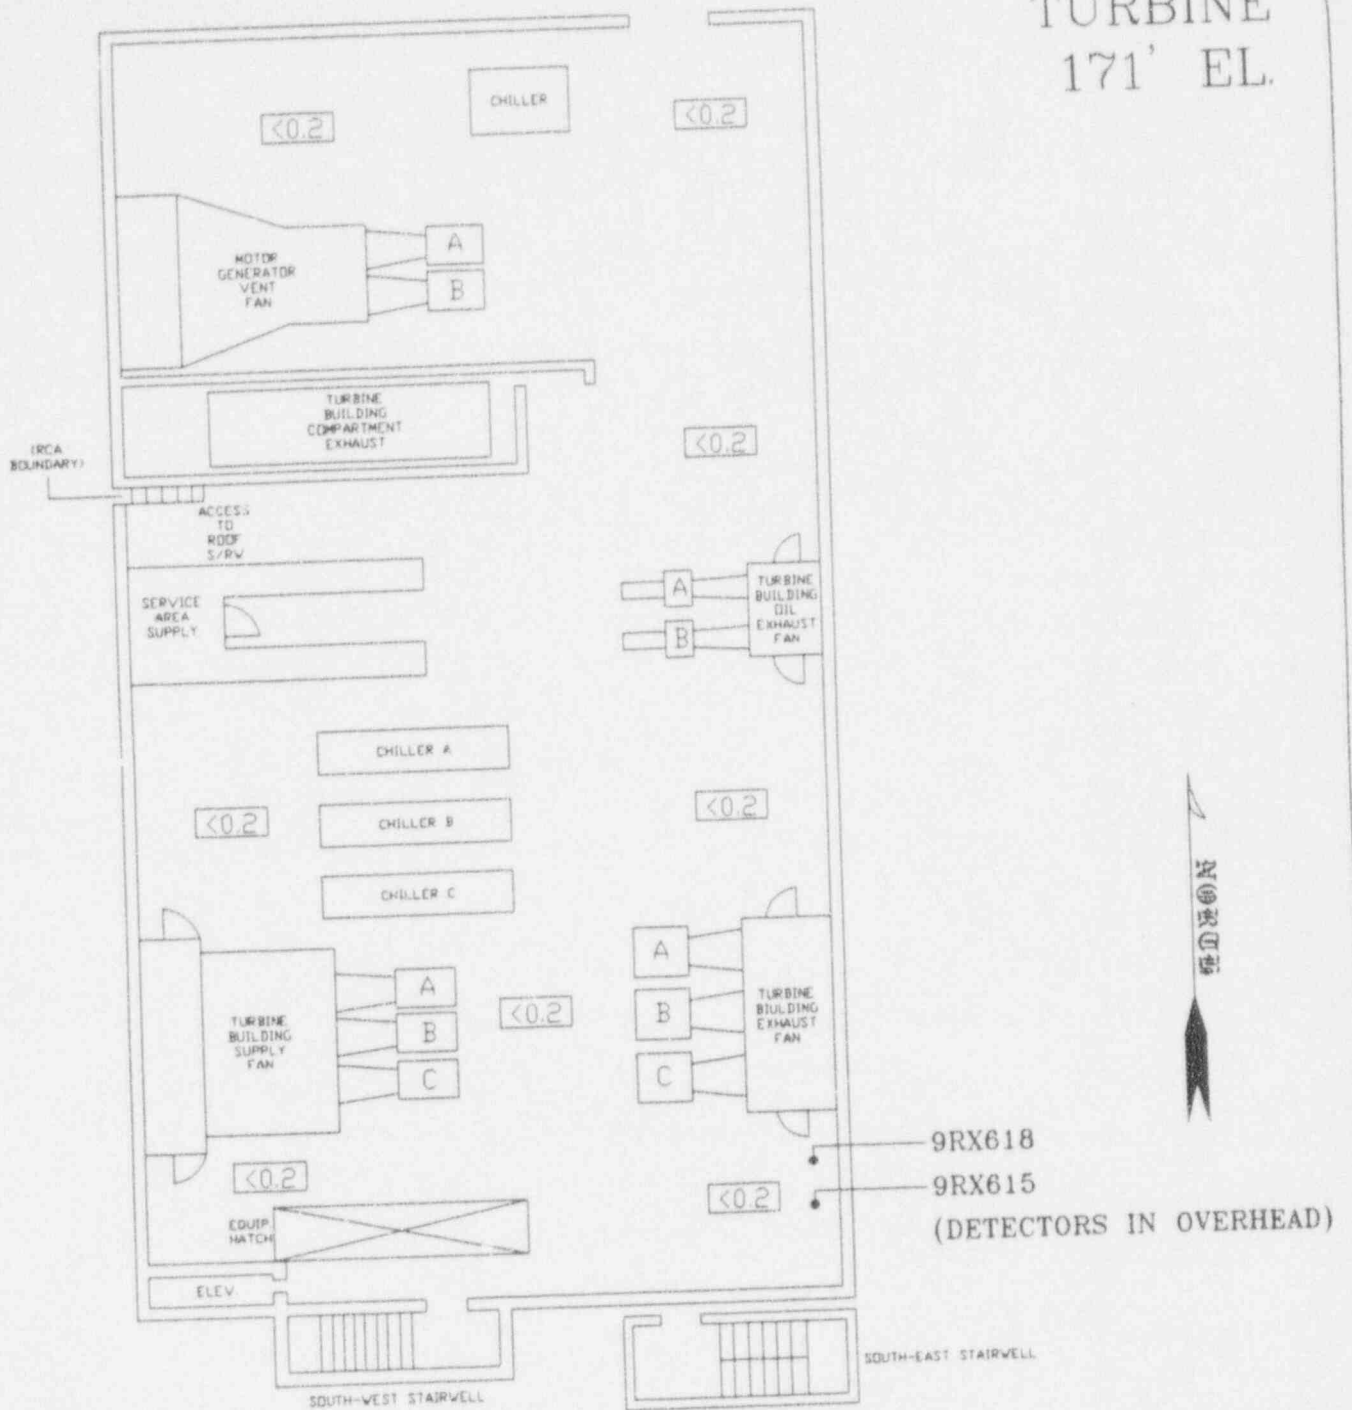 TURBINE
171' EL.
CHILLER
<0.2
<0.2
MOTOR
GENERATOR
VENT
FAN
A
B
TURBINE
BUILDING
COMPARTMENT
EXHAUST
<0.2
(RCA
BOUNDARY)
ACCESS
TO
ROOF
S/RW
SERVICE
AREA
SUPPLY
A
B
TURBINE
BUILDING
OIL
EXHAUST
FAN
CHILLER A
CHILLER B
CHILLER C
<0.2
<0.2
NORTH
TURBINE
BUILDING
SUPPLY
FAN
A
B
C
<0.2
A
B
C
TURBINE
BIULDING
EXHAUST
FAN
9RX618
9RX615
(DETECTORS IN OVERHEAD)
<0.2
<0.2
EQUIP.
HATCH
ELEV.
SOUTH-WEST STAIRWELL
SOUTH-EAST STAIRWELL